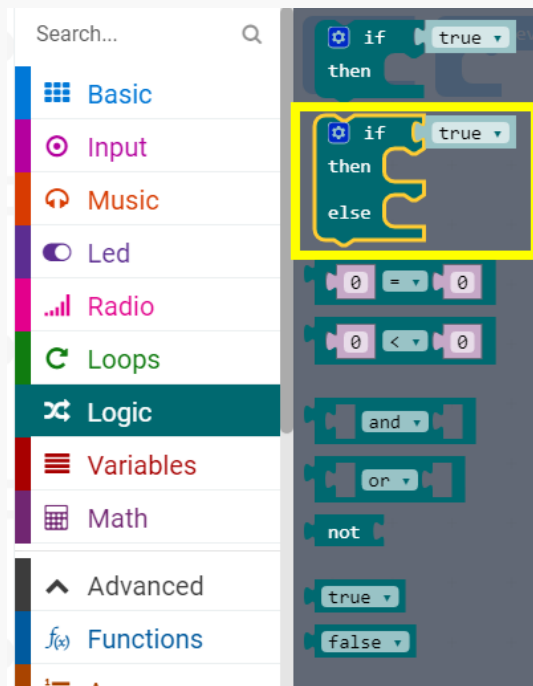 Search...
Basic
Input
Music
Led
Radio
Loops
Logic
Variables
Math
Advanced
f(x) Functions
if true
then
if true
then
else
0 = 0
0 < 0
and
or
not
true
false